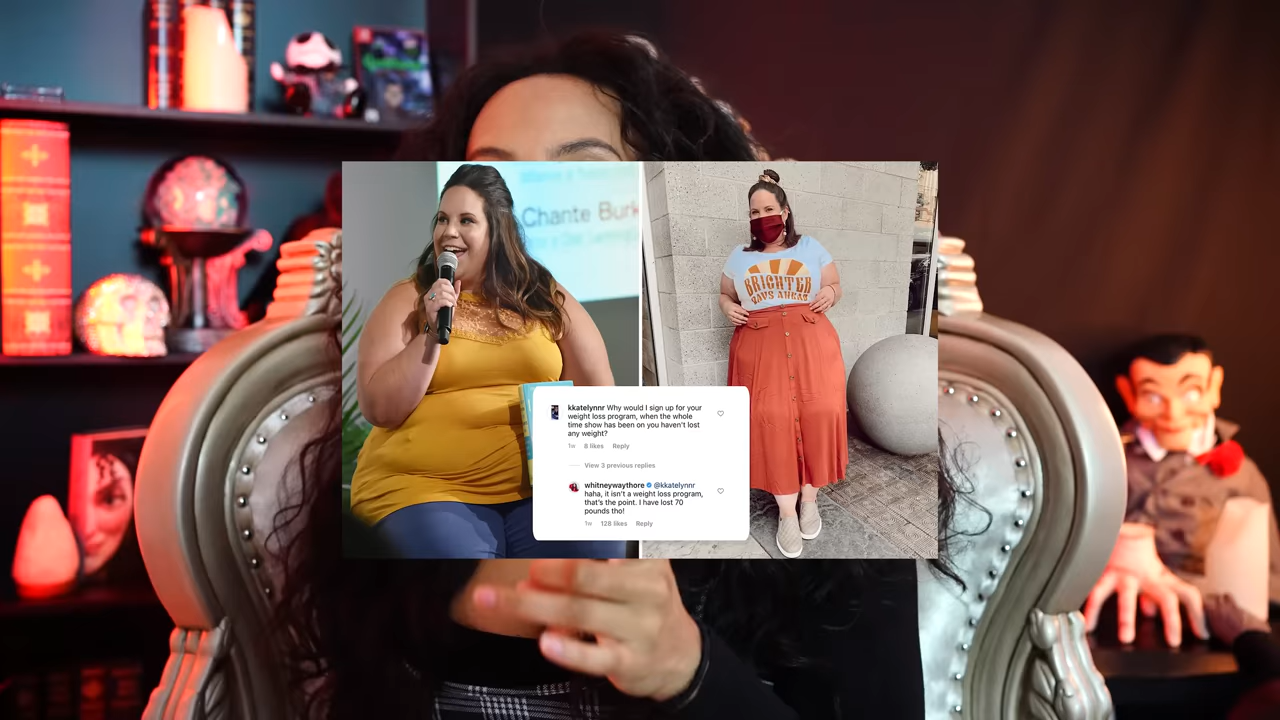 Chante Burk
BRIGHTER
DAYS AHEAD
kkatelynnr Why would I sign up for your
weight loss program, when the whole
time show has been on you haven't lost
any weight?
1w 8 likes Reply
View 3 previous replies
whitneywaythore @kkatelynnr
haha, it isn't a weight loss program,
that's the point. I have lost 70
pounds tho!
1w 128 likes Reply